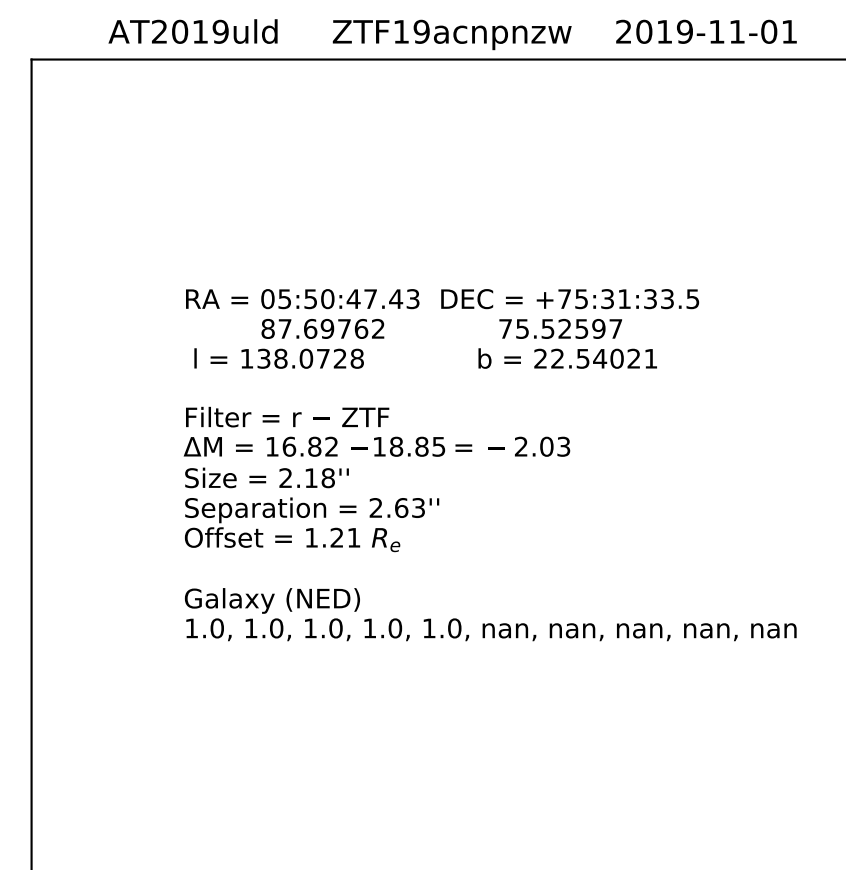 AT2019uld ZTF19acnpnzw 2019-11-01
RA = 05:50:47.43 DEC = +75:31:33.5
87.69762 75.52597
l = 138.0728 b = 22.54021
Filter = r − ZTF
ΔM = 16.82 −18.85 = − 2.03
Size = 2.18''
Separation = 2.63''
Offset = 1.21 Re
Galaxy (NED)
1.0, 1.0, 1.0, 1.0, 1.0, nan, nan, nan, nan, nan